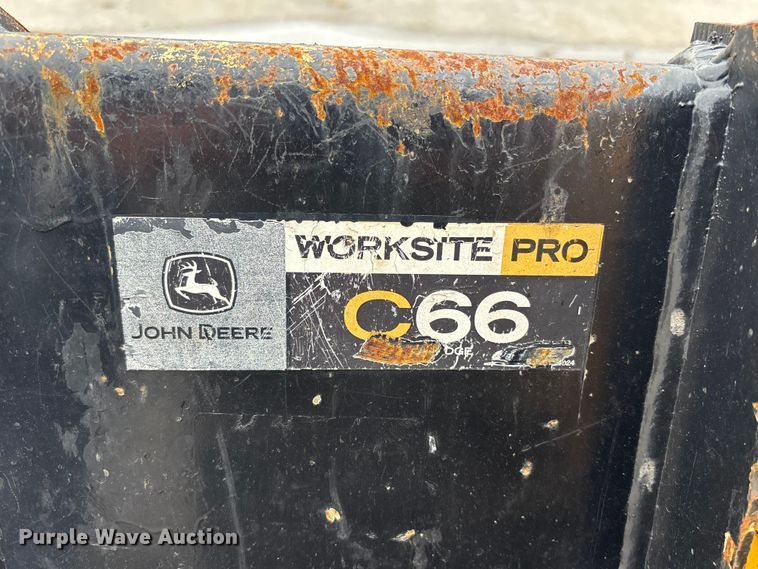 WORKSITE PRO
JOHN DEERE
C66
Purple Wave Auction